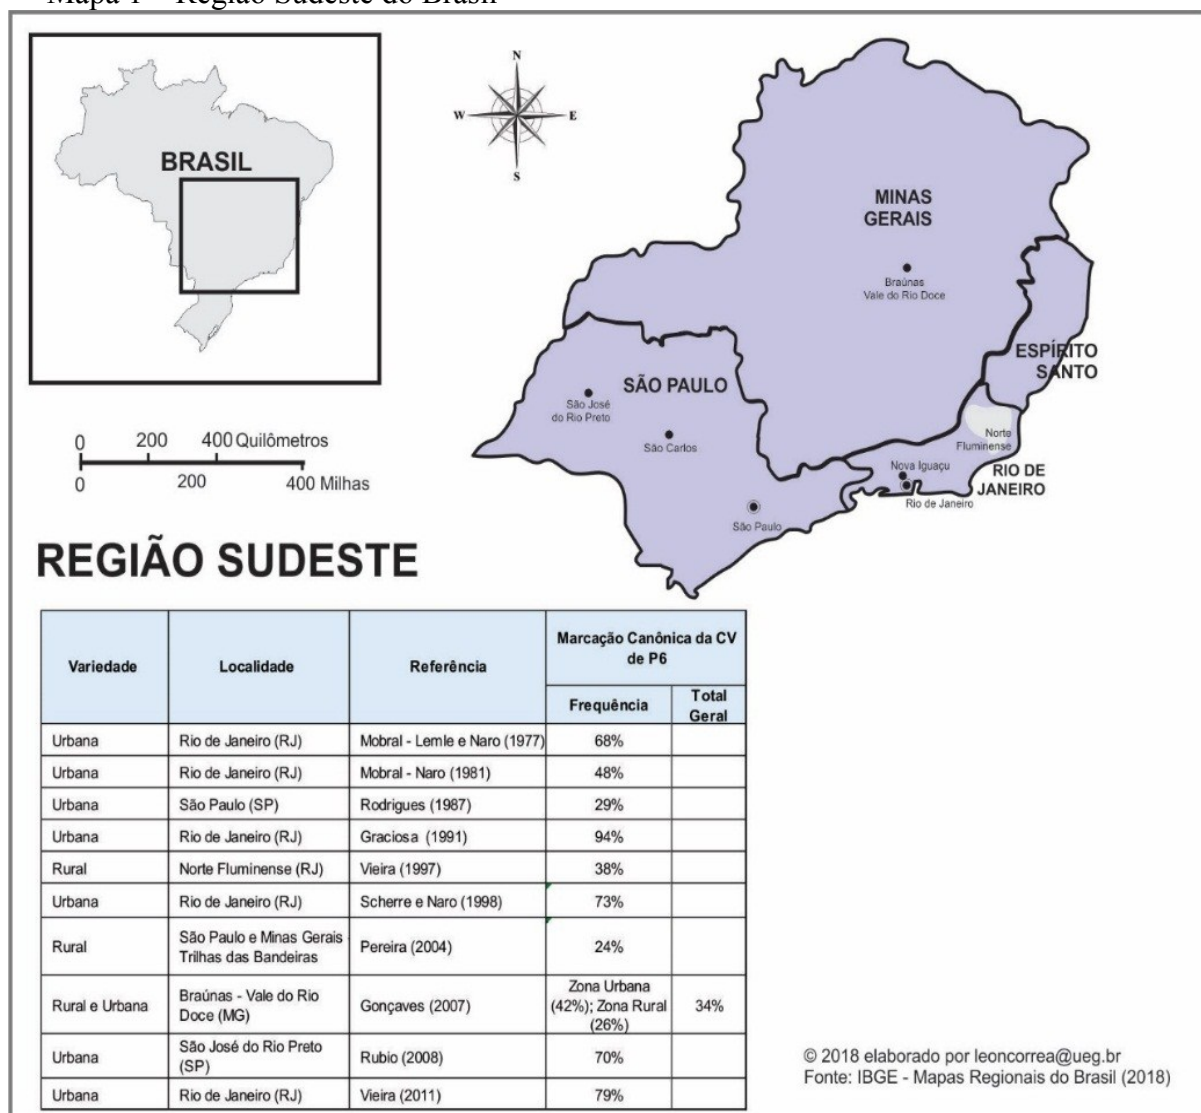 Mapa 1 – Região Sudeste do Brasil
BRASIL
N
W
E
S
MINAS
GERAIS
Braúnas
Vale do Rio Doce
ESPÍRITO
SANTO
SÃO PAULO
São José
do Rio Preto
São Carlos
Norte
Fluminense
Nova Iguaçu
RIO DE
JANEIRO
Rio de Janeiro
São Paulo
0 200 400 Quilômetros
0 200 400 Milhas
REGIÃO SUDESTE
Variedade Localidade Referência Marcação Canônica da CV
de P6
Frequência Total
Geral
Urbana Rio de Janeiro (RJ) Mobral - Lemle e Naro (1977) 68%
Urbana Rio de Janeiro (RJ) Mobral - Naro (1981) 48%
Urbana São Paulo (SP) Rodrigues (1987) 29%
Urbana Rio de Janeiro (RJ) Graciosa (1991) 94%
Rural Norte Fluminense (RJ) Vieira (1997) 38%
Urbana Rio de Janeiro (RJ) Scherre e Naro (1998) 73%
Rural São Paulo e Minas Gerais
Trilhas das Bandeiras Pereira (2004) 24%
Rural e Urbana Braúnas - Vale do Rio
Doce (MG) Gonçaves (2007) Zona Urbana
(42%); Zona Rural
(26%) 34%
Urbana São José do Rio Preto
(SP) Rubio (2008) 70%
Urbana Rio de Janeiro (RJ) Vieira (2011) 79%
© 2018 elaborado por leoncorrea@ueg.br
Fonte: IBGE - Mapas Regionais do Brasil (2018)